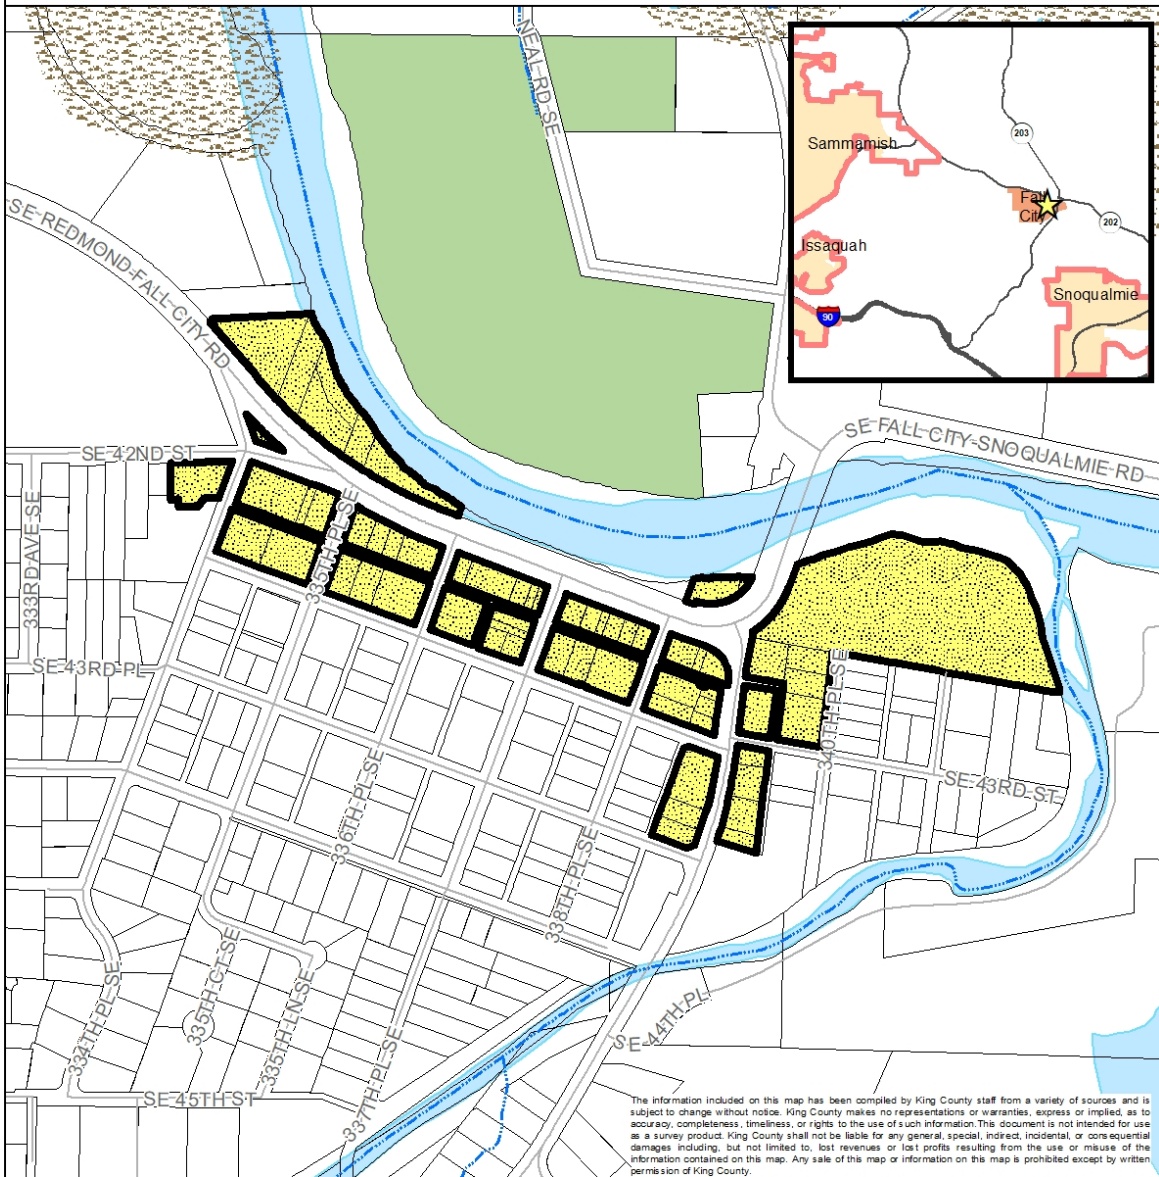 NEAL RD SE
203
Sammamish
Fall
City
202
Issaquah
Snoqualmie
90
SE REDMOND-FALL CITY RD
SE FALL CITY-SNOQUALMIE RD
SE 42ND ST
333RD AVE SE
335TH PL SE
SE 43RD PL
340TH PL SE
SE 43RD ST
336TH PL SE
338TH PL SE
334TH PL SE
335TH CT SE
335TH LN SE
337TH PL SE
SE 44TH PL
SE 45TH ST
The information included on this map has been compiled by King County staff from a variety of sources and is
subject to change without notice. King County makes no representations or warranties, express or implied, as to
accuracy, completeness, timeliness, or rights to the use of such information. This document is not intended for use
as a survey product. King County shall not be liable for any general, special, indirect, incidental, or consequential
damages including, but not limited to, lost revenues or lost profits resulting from the use or misuse of the
information contained on this map. Any sale of this map or information on this map is prohibited except by written
permission of King County.